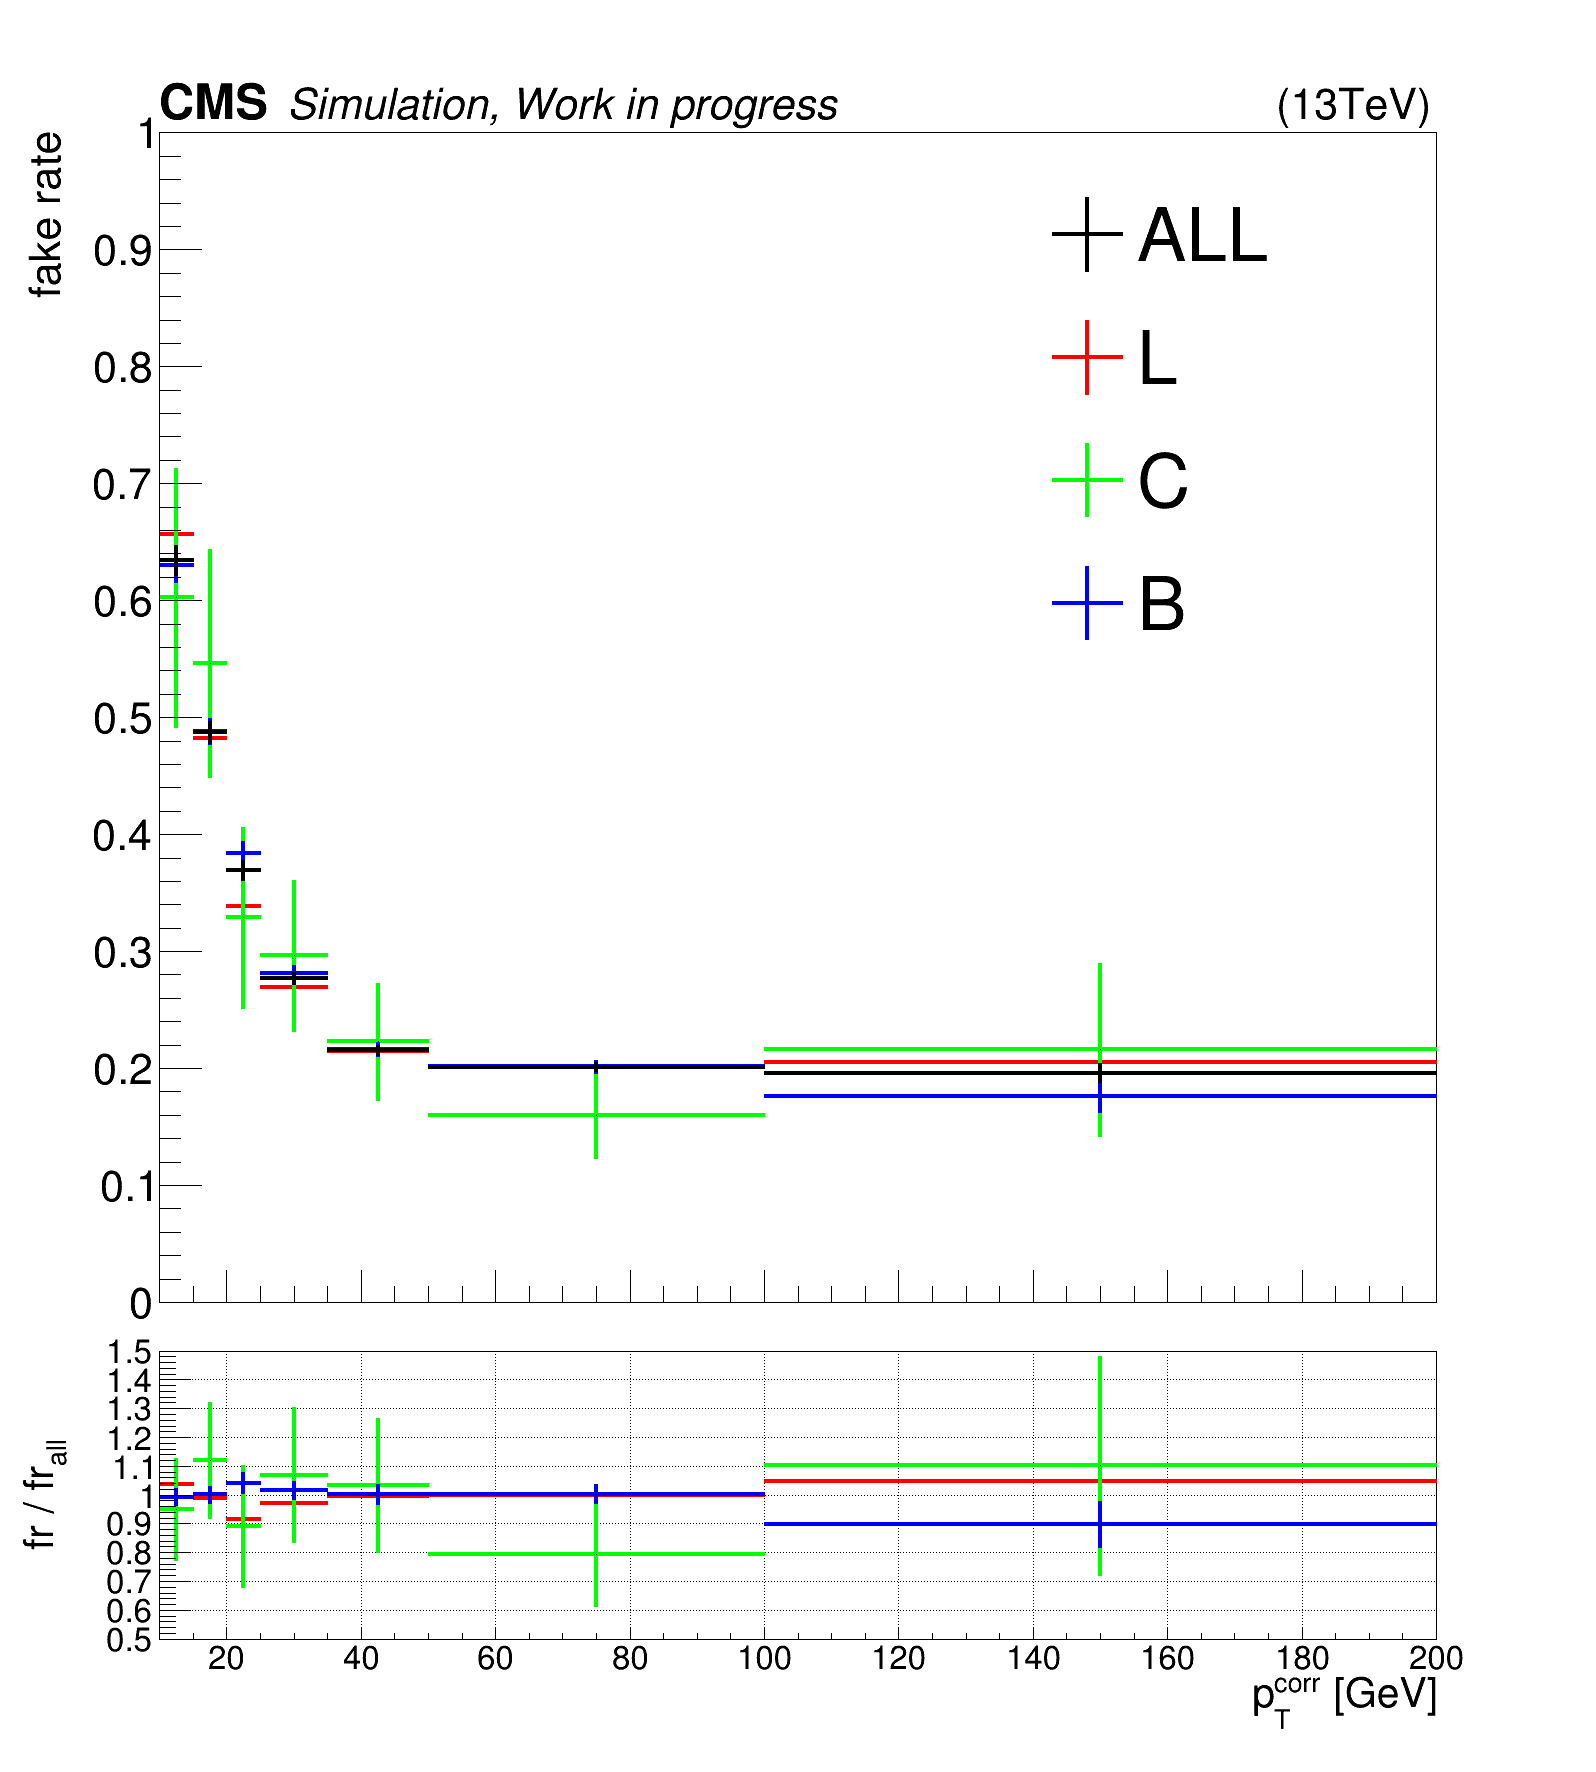 CMS Simulation, Work in progress (13TeV)
fake rate
1
0.9
0.8
0.7
0.6
0.5
0.4
0.3
0.2
0.1
0
ALL
L
C
B
fr / fr_all
1.5
1.4
1.3
1.2
1.1
1
0.9
0.8
0.7
0.6
0.5
20 40 60 80 100 120 140 160 180 200
p_T^corr [GeV]